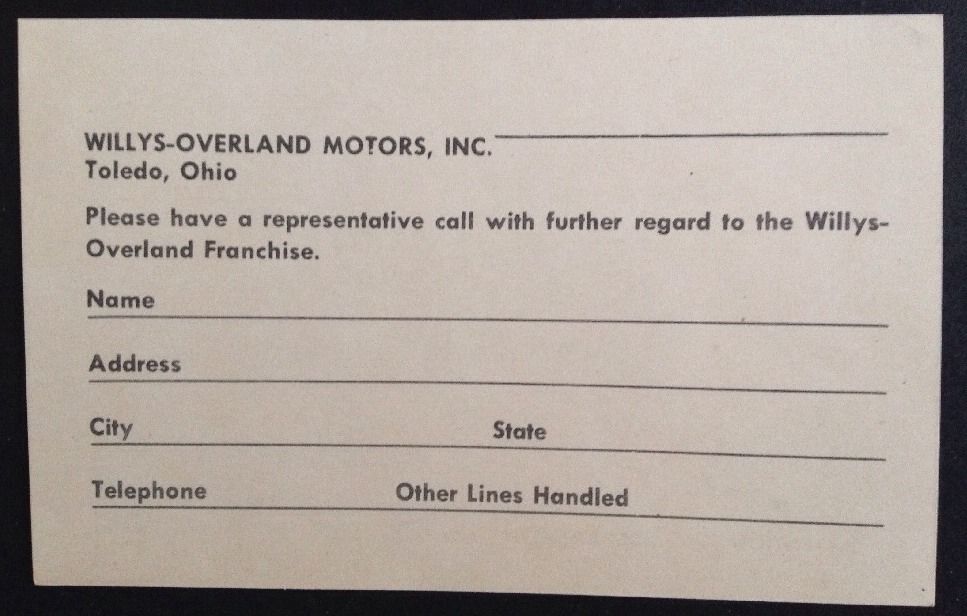 WILLYS-OVERLAND MOTORS, INC.
Toledo, Ohio
Please have a representative call with further regard to the Willys-
Overland Franchise.
Name
Address
City State
Telephone Other Lines Handled